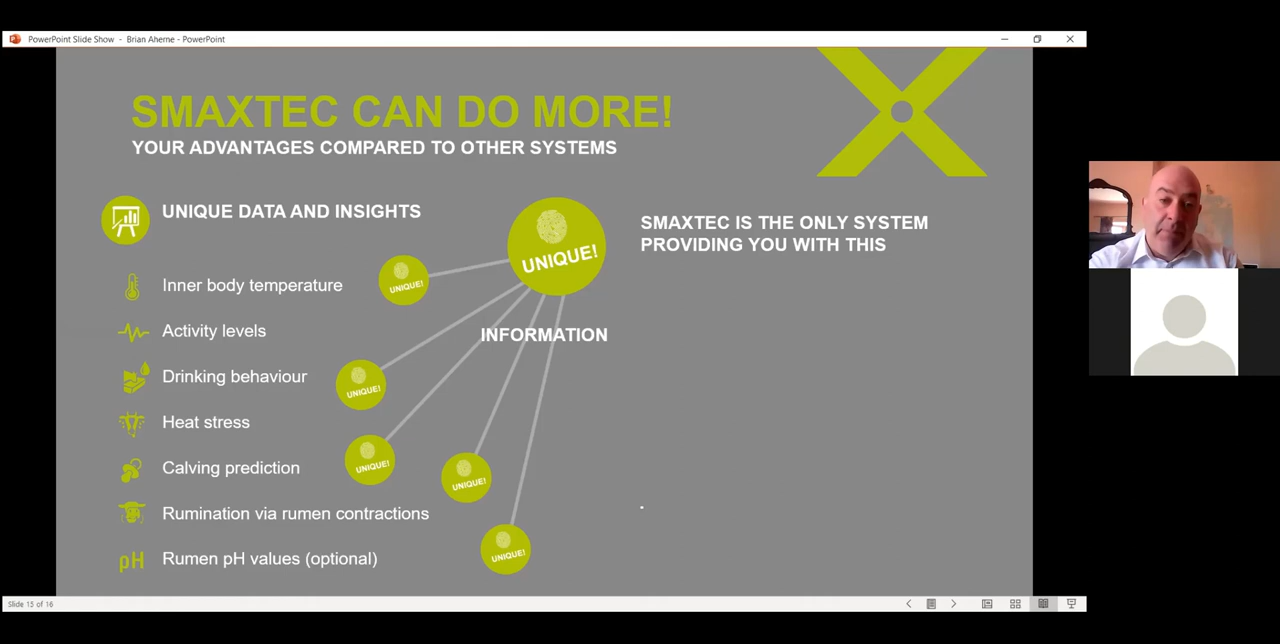 PowerPoint Slide Show - Brian Aherne - PowerPoint
SMAXTEC CAN DO MORE!
YOUR ADVANTAGES COMPARED TO OTHER SYSTEMS
UNIQUE DATA AND INSIGHTS
UNIQUE!
SMAXTEC IS THE ONLY SYSTEM
PROVIDING YOU WITH THIS
Inner body temperature
UNIQUE!
Activity levels
INFORMATION
Drinking behaviour
UNIQUE!
Heat stress
Calving prediction
UNIQUE!
UNIQUE!
Rumination via rumen contractions
pH
Rumen pH values (optional)
UNIQUE!
Slide 15 of 16